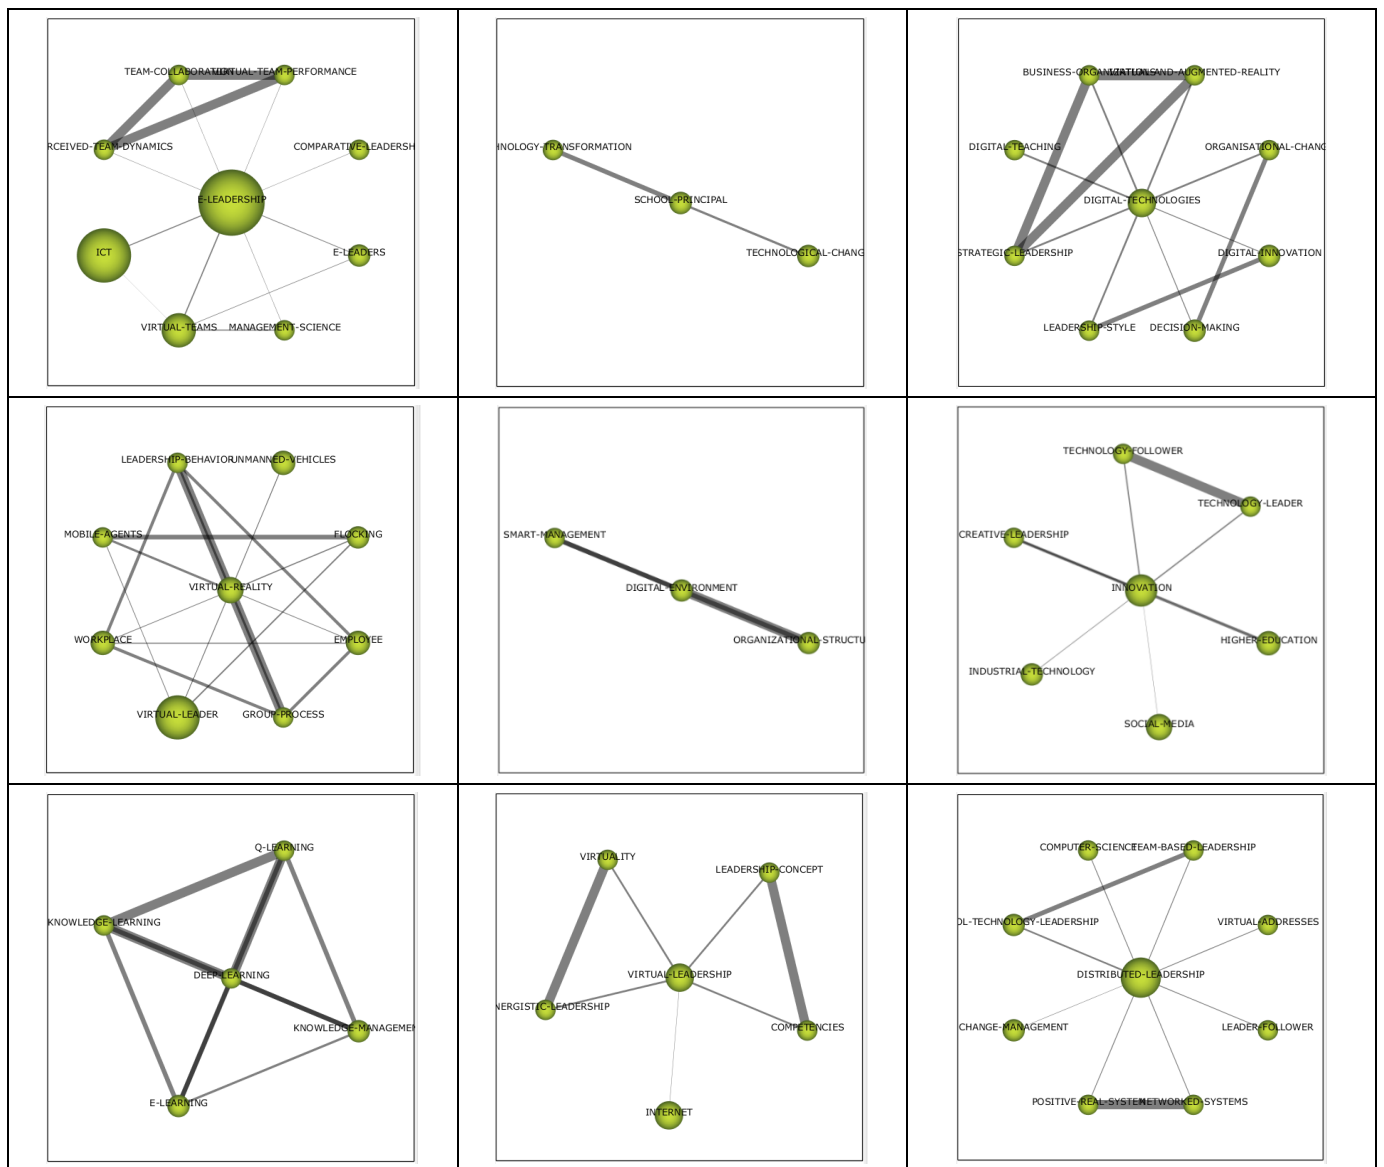 TEAM-COLLABORATION VIRTUAL-TEAM-PERFORMANCE
RCEIVED-TEAM-DYNAMICS COMPARATIVE-LEADERSH
E-LEADERSHIP
ICT E-LEADERS
VIRTUAL-TEAMS MANAGEMENT-SCIENCE
HNOLOGY-TRANSFORMATION
SCHOOL-PRINCIPAL
TECHNOLOGICAL-CHANG
BUSINESS-ORGANIZATIONS VIRTUAL-AND-AUGMENTED-REALITY
DIGITAL-TEACHING ORGANISATIONAL-CHANG
DIGITAL-TECHNOLOGIES
STRATEGIC-LEADERSHIP DIGITAL-INNOVATION
LEADERSHIP-STYLE DECISION-MAKING
LEADERSHIP-BEHAVIOR UNMANNED-VEHICLES
MOBILE-AGENTS FLOCKING
VIRTUAL-REALITY
WORKPLACE EMPLOYEE
VIRTUAL-LEADER GROUP-PROCESS
SMART-MANAGEMENT
DIGITAL-ENVIRONMENT
ORGANIZATIONAL-STRUCTU
TECHNOLOGY-FOLLOWER
TECHNOLOGY-LEADER
CREATIVE-LEADERSHIP
INNOVATION
HIGHER-EDUCATION
INDUSTRIAL-TECHNOLOGY
SOCIAL-MEDIA
Q-LEARNING
KNOWLEDGE-LEARNING
DEEP-LEARNING
KNOWLEDGE-MANAGEMEN
E-LEARNING
VIRTUALITY
LEADERSHIP-CONCEPT
VIRTUAL-LEADERSHIP
NERGISTIC-LEADERSHIP
COMPETENCIES
INTERNET
COMPUTER-SCIENCE TEAM-BASED-LEADERSHIP
OL-TECHNOLOGY-LEADERSHIP VIRTUAL-ADDRESSES
DISTRIBUTED-LEADERSHIP
CHANGE-MANAGEMENT LEADER-FOLLOWER
POSITIVE-REAL-SYSTEM NETWORKED-SYSTEMS